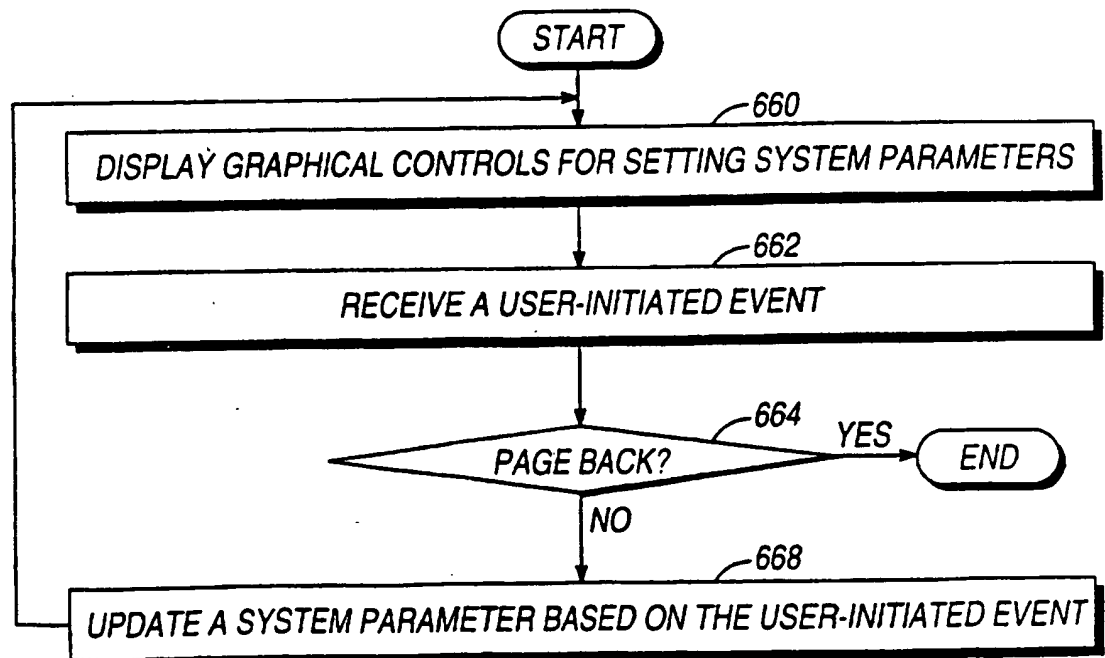 START
660
DISPLAY GRAPHICAL CONTROLS FOR SETTING SYSTEM PARAMETERS
662
RECEIVE A USER-INITIATED EVENT
664
PAGE BACK?
YES
END
NO
668
UPDATE A SYSTEM PARAMETER BASED ON THE USER-INITIATED EVENT